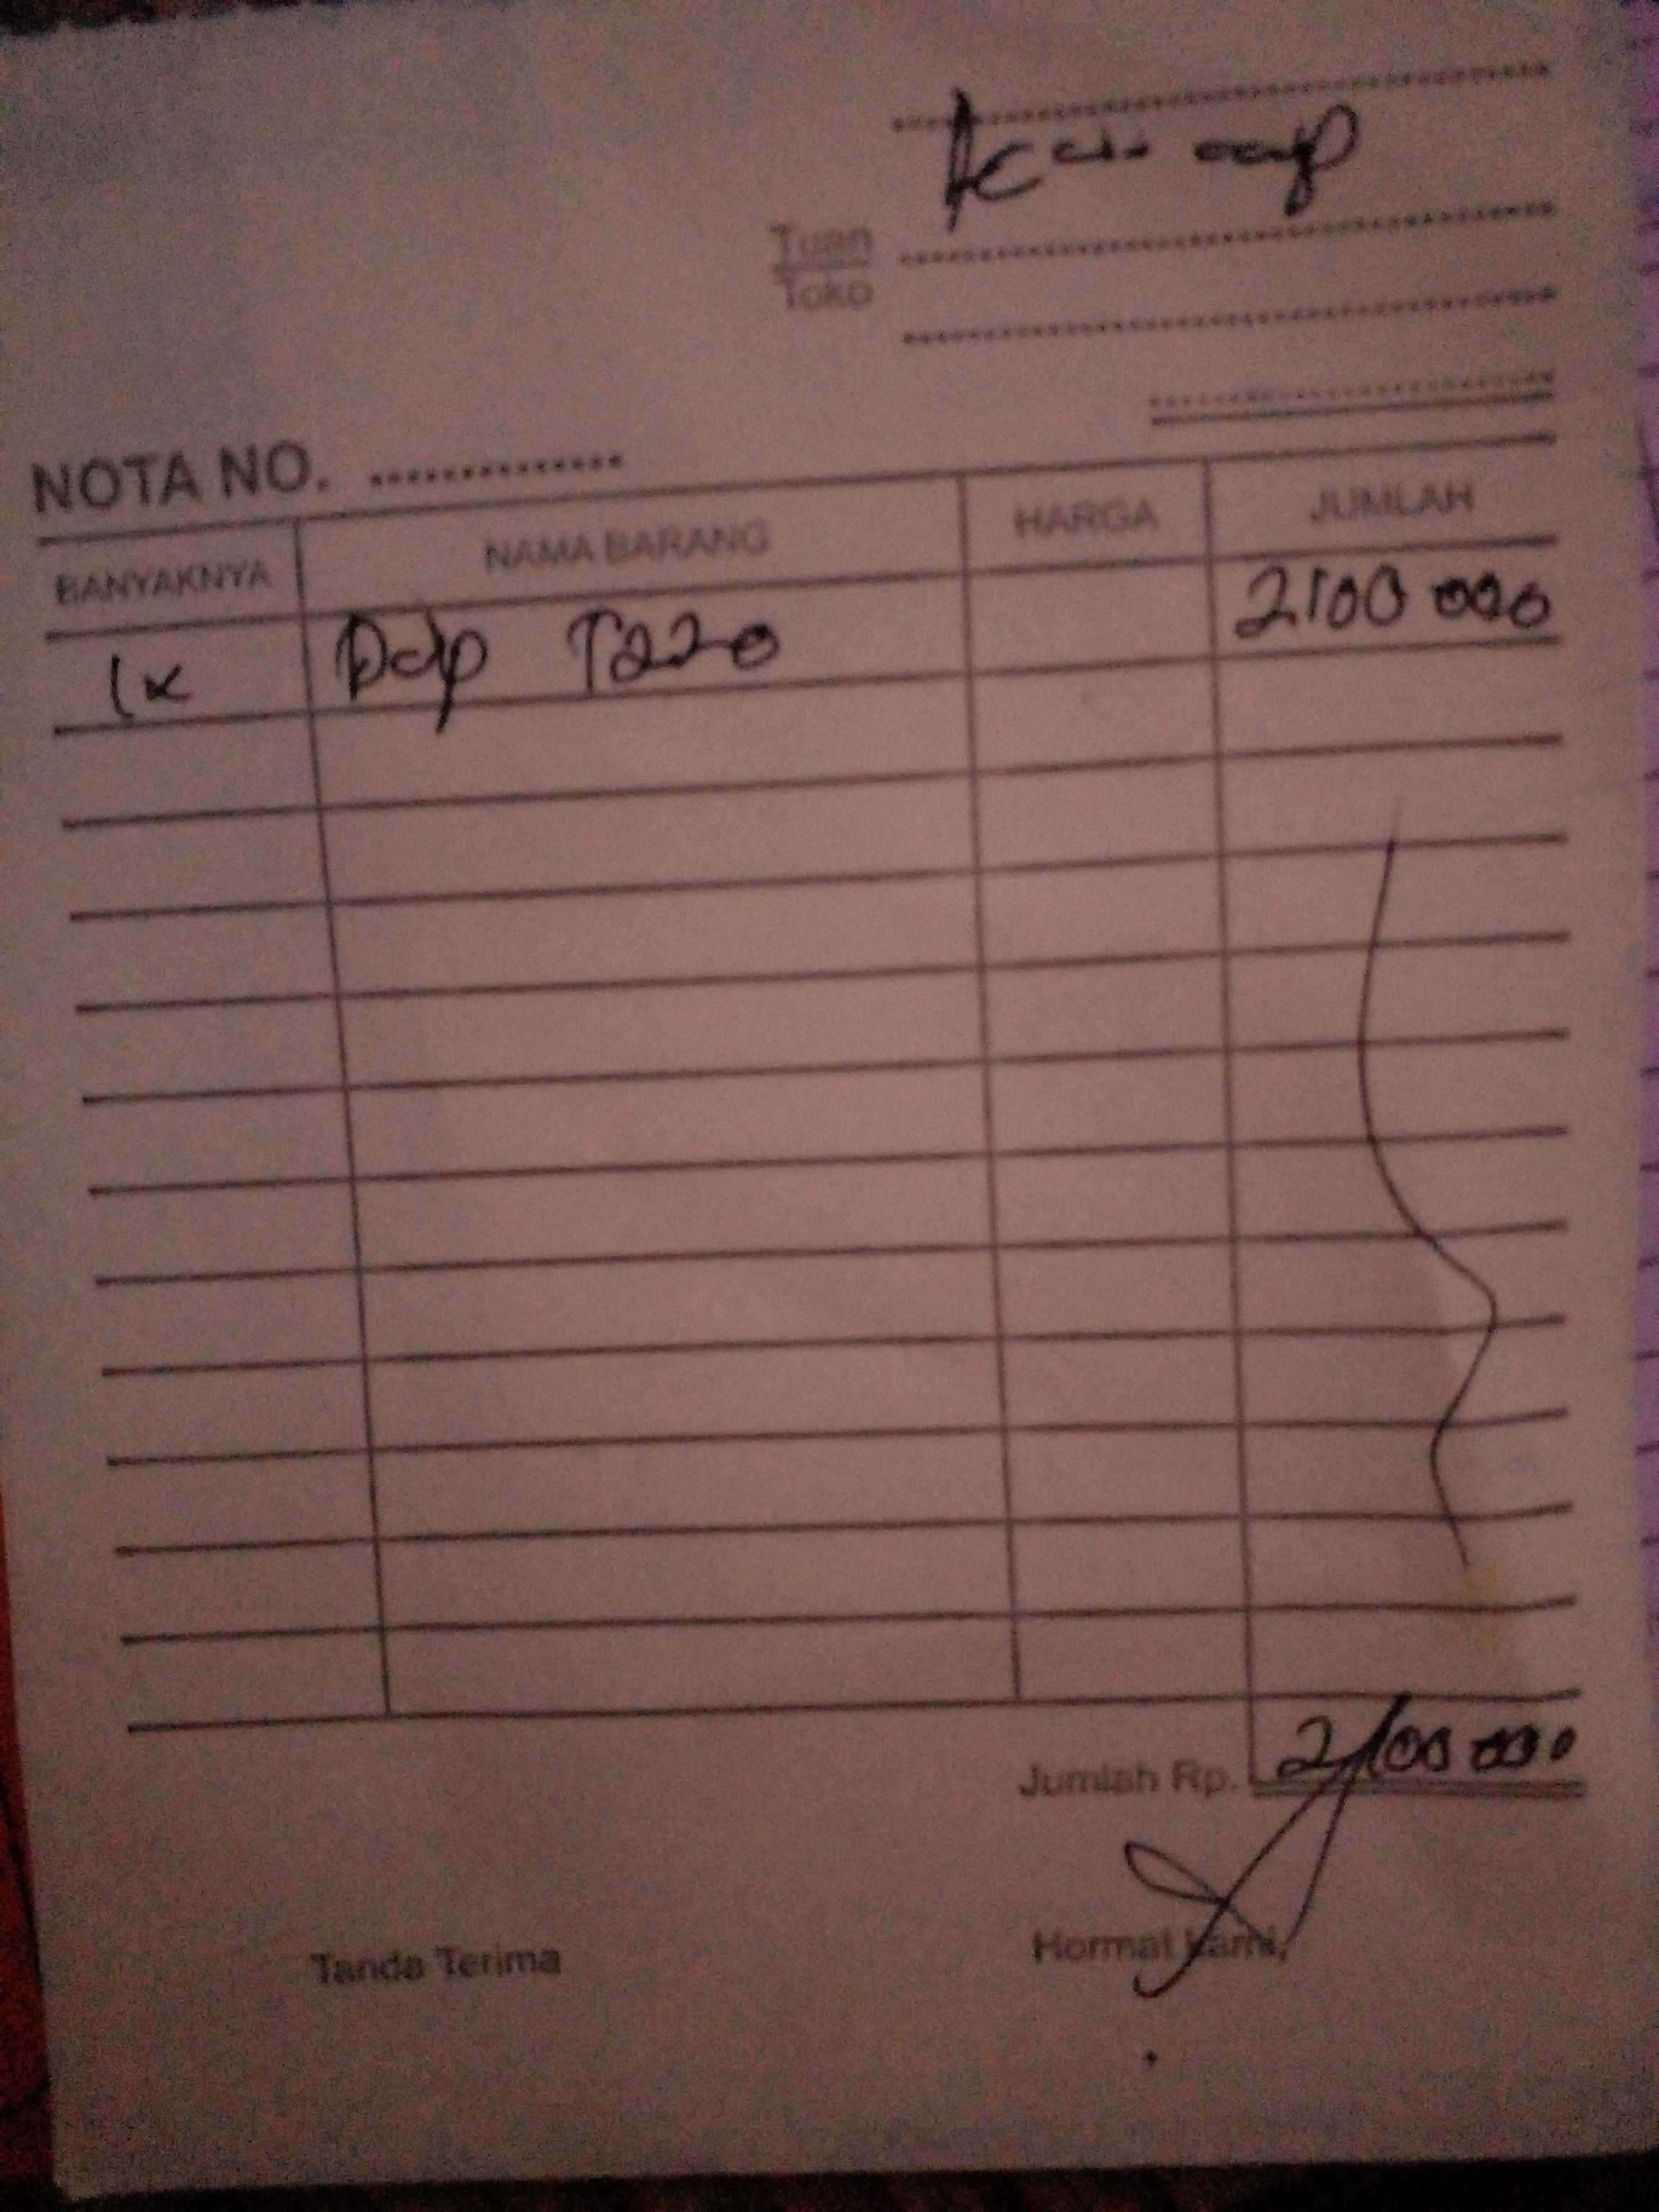 Tuan
Toko
NOTA NO. ..............
BANYAKNYA NAMA BARANG HARGA JUMLAH
1x T220 2100 000
Jumlah Rp. 2100 000
Tanda Terima Hormat kami,